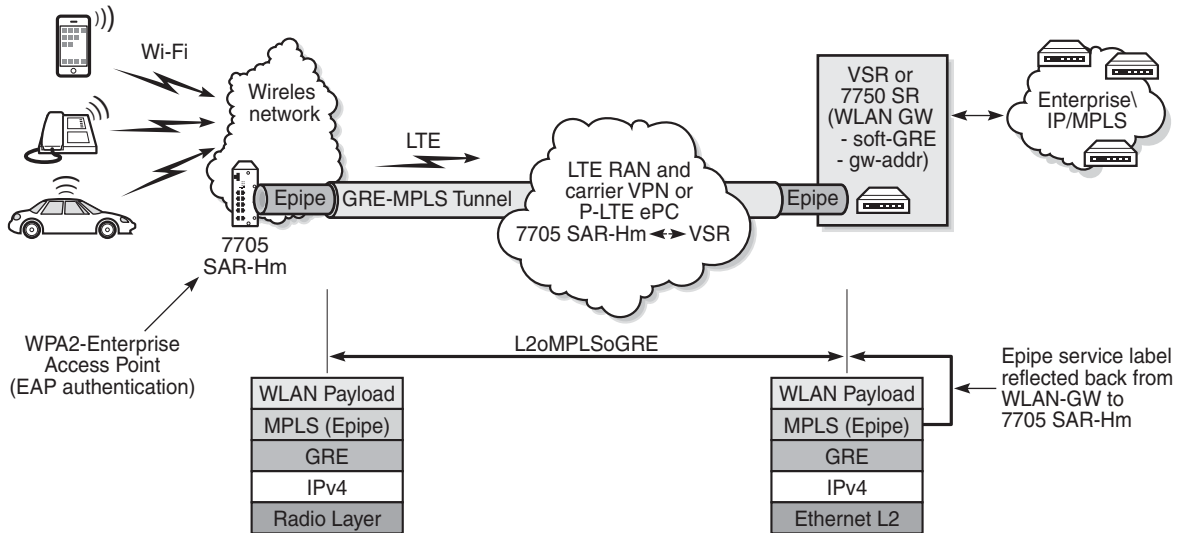 Wi-Fi
Wireles
network
LTE
Epipe
GRE-MPLS Tunnel
7705
SAR-Hm
LTE RAN and
carrier VPN or
P-LTE ePC
7705 SAR-Hm VSR
Epipe
VSR or
7750 SR
(WLAN GW
- soft-GRE
- gw-addr)
Enterprise\
IP/MPLS
WPA2-Enterprise
Access Point
(EAP authentication)
L2oMPLSoGRE
WLAN Payload
MPLS (Epipe)
GRE
IPv4
Radio Layer
WLAN Payload
MPLS (Epipe)
GRE
IPv4
Ethernet L2
Epipe service label
reflected back from
WLAN-GW to
7705 SAR-Hm